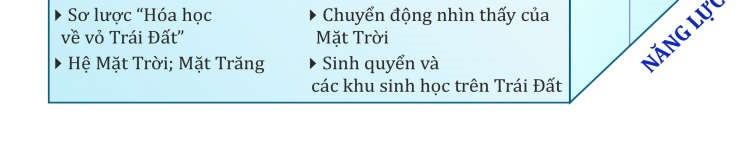 ▸ Sơ lược “Hóa học
về vỏ Trái Đất”
▸ Hệ Mặt Trời; Mặt Trăng
▸ Chuyển động nhìn thấy của
Mặt Trời
▸ Sinh quyển và
các khu sinh học trên Trái Đất
NĂNG LỰC